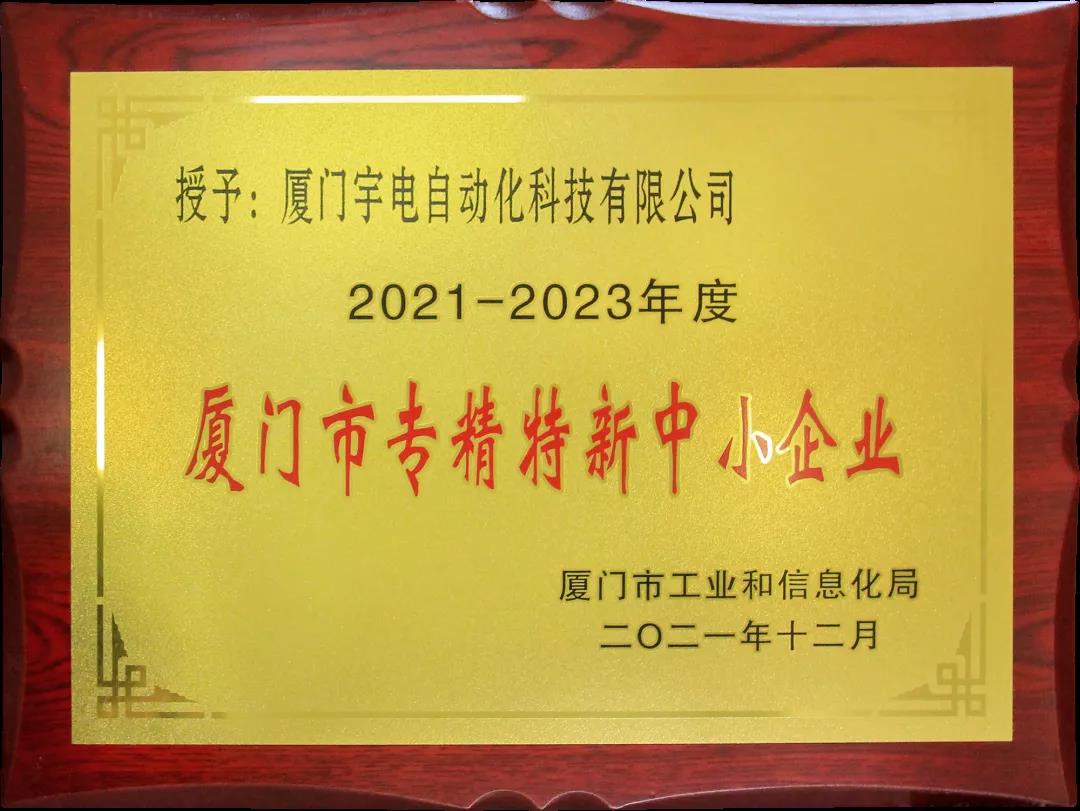 授予：厦门宇电自动化科技有限公司
2021-2023年度
厦门市专精特新中小企业
厦门市工业和信息化局
二〇二一年十二月